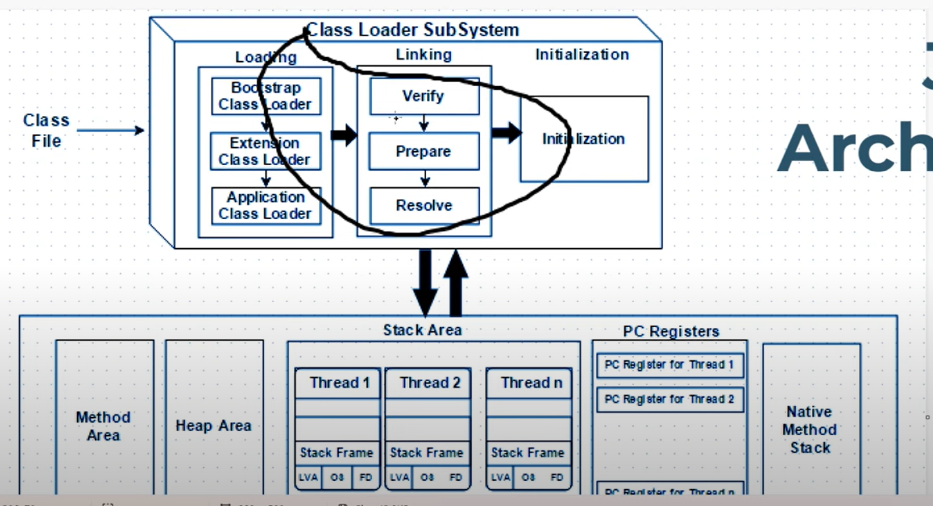 Class Loader SubSystem
Loading
Linking
Initialization
Bootstrap
Class Loader
Extension
Class Loader
Application
Class Loader
Verify
Prepare
Resolve
Initialization
Class
File
Arch
Stack Area
PC Registers
Method
Area
Heap Area
Thread 1
Thread 2
Thread n
Stack Frame
Stack Frame
Stack Frame
LVA OS FD
LVA OS FD
LVA OS FD
PC Register for Thread 1
PC Register for Thread 2
PC Register for Thread n
Native
Method
Stack